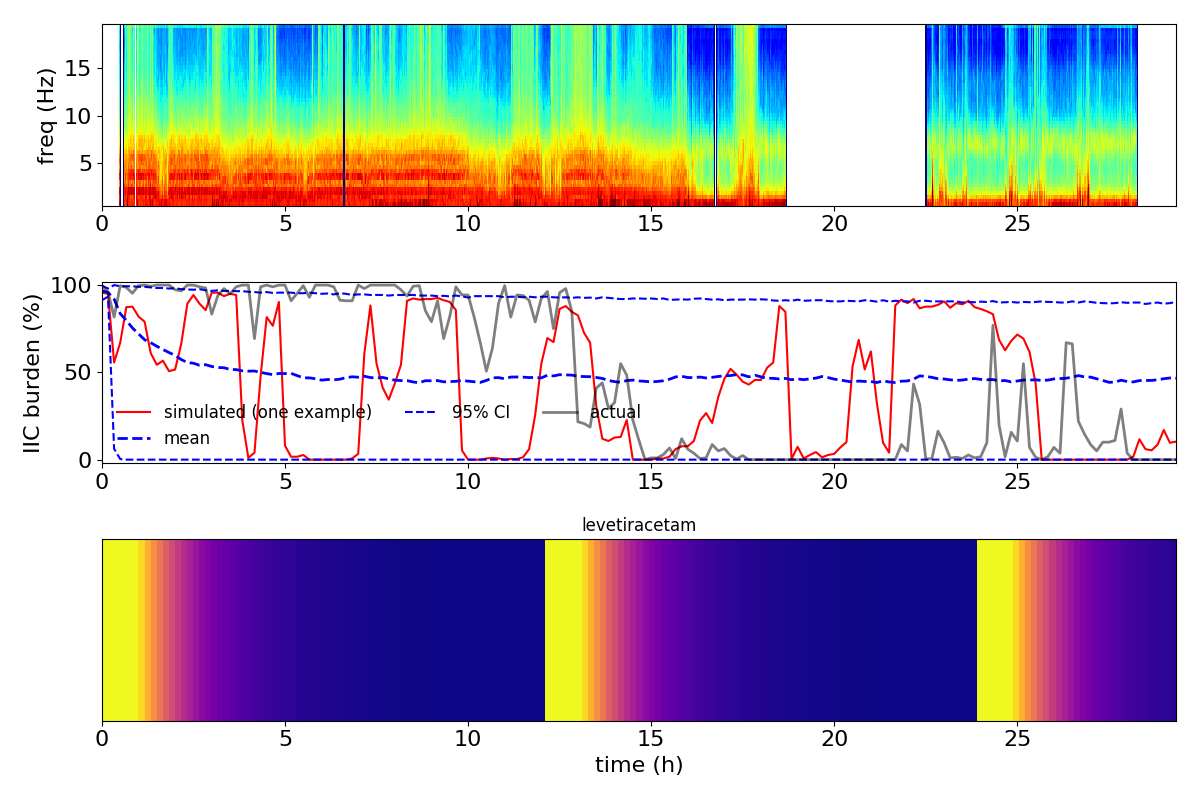 freq (Hz)
15
10
5
0 5 10 15 20 25
IIC burden (%)
100
50
0
simulated (one example) 95% CI actual
mean
0 5 10 15 20 25
levetiracetam
0 5 10 15 20 25
time (h)